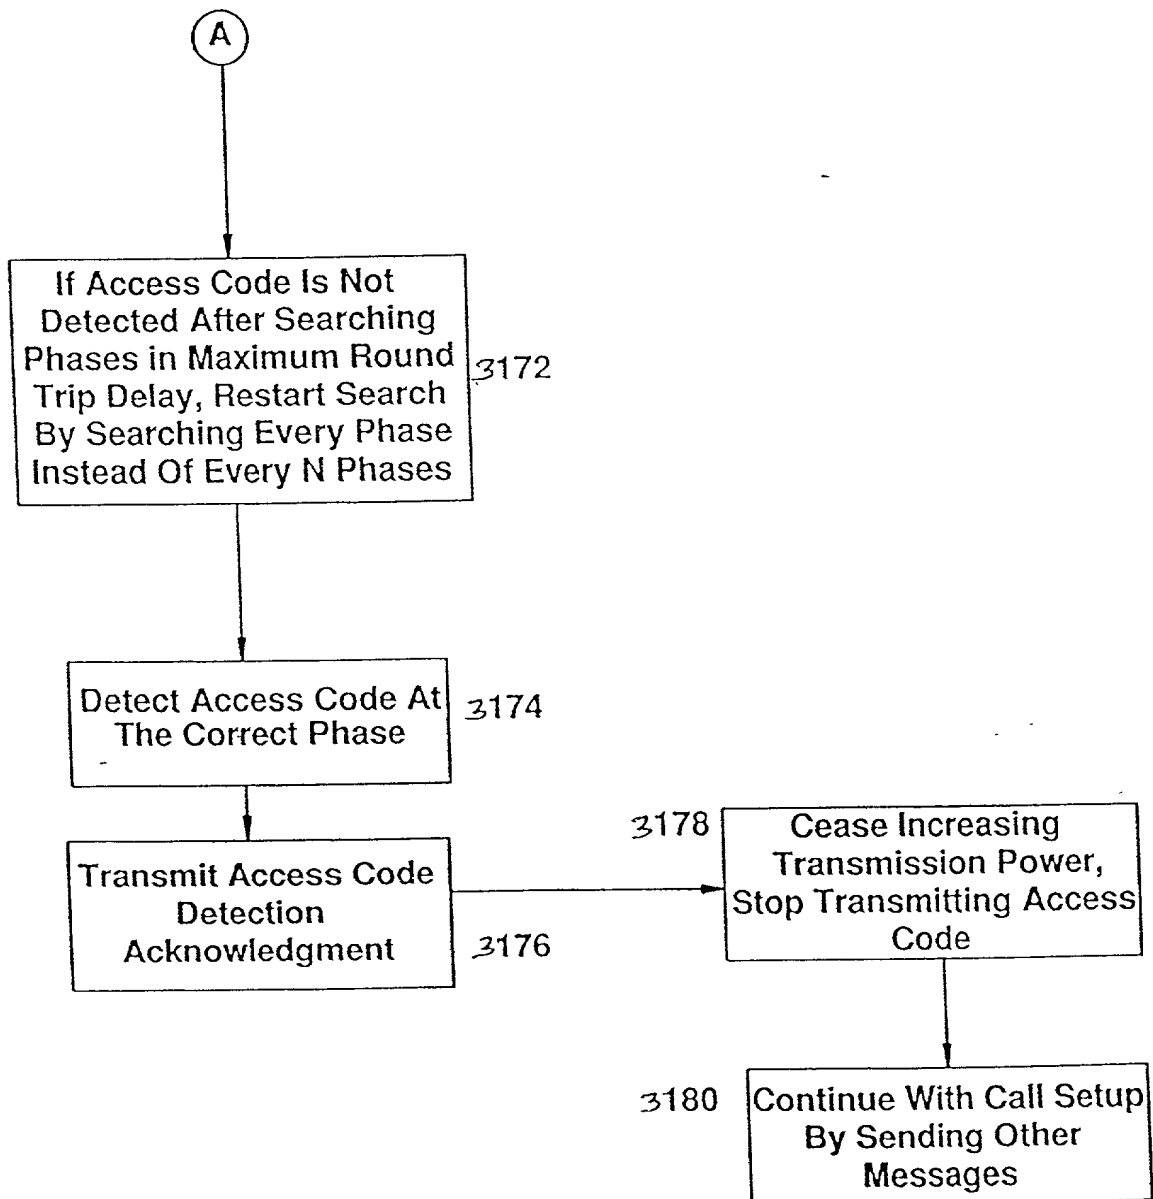 A
If Access Code Is Not
Detected After Searching
Phases in Maximum Round
Trip Delay, Restart Search
By Searching Every Phase
Instead Of Every N Phases
3172
Detect Access Code At
The Correct Phase
3174
Transmit Access Code
Detection
Acknowledgment
3176
3178
Cease Increasing
Transmission Power,
Stop Transmitting Access
Code
3180
Continue With Call Setup
By Sending Other
Messages